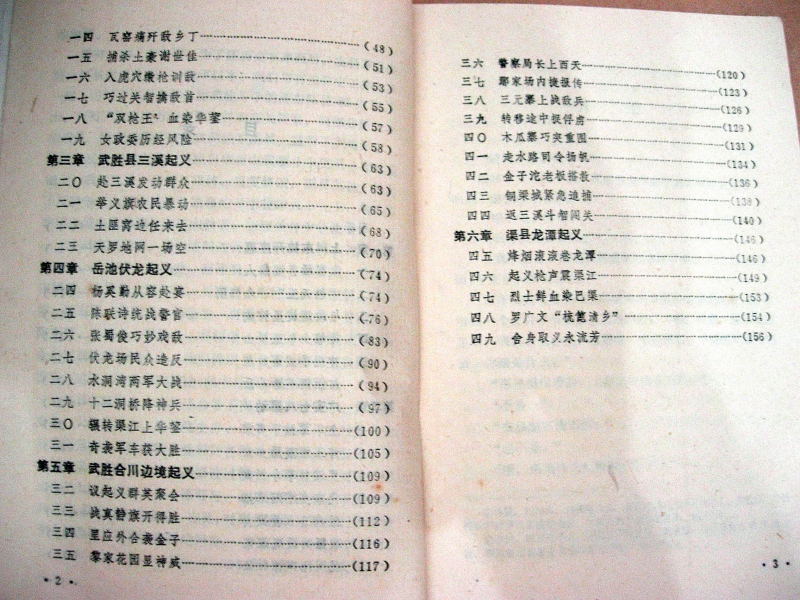 一四 瓦窑痛歼敌乡丁 (48)
一五 捕杀土豪谢世佳 (51)
一六 入虎穴缴枪训敌 (53)
一七 巧过关智擒敌首 (55)
一八 “双枪王”血染华蓥 (57)
一九 女政委历经风险 (58)
第三章 武胜县三溪起义 (63)
二〇 赴三溪发动群众 (63)
二一 举义旗农民暴动 (65)
二二 土匪窝边任来去 (68)
二三 天罗地网一场空 (70)
第四章 岳池伏龙起义 (74)
二四 杨奚勤从容赴宴 (74)
二五 陈联诗统战警官 (76)
二六 张蜀俊巧抄戏敌 (83)
二七 伏龙场民众造反 (90)
二八 水洞湾两军大战 (94)
二九 十二洞桥降神兵 (97)
三〇 辗转渠江上华蓥 (100)
三一 奇袭军车获大胜 (105)
第五章 武胜合川边境起义 (109)
三二 议起义群英聚会 (109)
三三 战真静旗开得胜 (112)
三四 里应外合袭金子 (116)
三五 黎家花园显神威 (117)
· 2 ·
三六 警察局长上西天 (120)
三七 鄢家场内捷报传 (123)
三八 三元寨上战敌兵 (126)
三九 转移途中捉俘虏 (129)
四〇 木瓜寨巧突重围 (131)
四一 走水路司令扬帆 (134)
四二 金子沱老板搭救 (136)
四三 铜梁城紧急追捕 (138)
四四 返三溪斗智闯关 (140)
第六章 渠县龙潭起义 (146)
四五 烽烟滚滚卷龙潭 (146)
四六 起义枪声震渠江 (149)
四七 烈士鲜血染巴渠 (153)
四八 罗广文“梳篦清乡” (154)
四九 舍身取义永流芳 (156)
· 3 ·